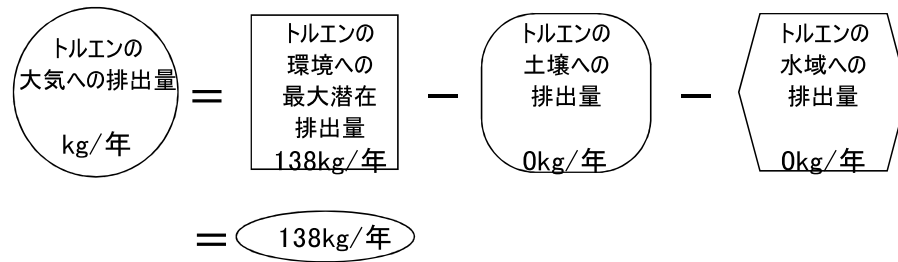 トルエンの
大気への排出量
kg/年
=
トルエンの
環境への
最大潜在
排出量
138kg/年
−
トルエンの
土壌への
排出量
0kg/年
−
トルエンの
水域への
排出量
0kg/年
= 138kg/年